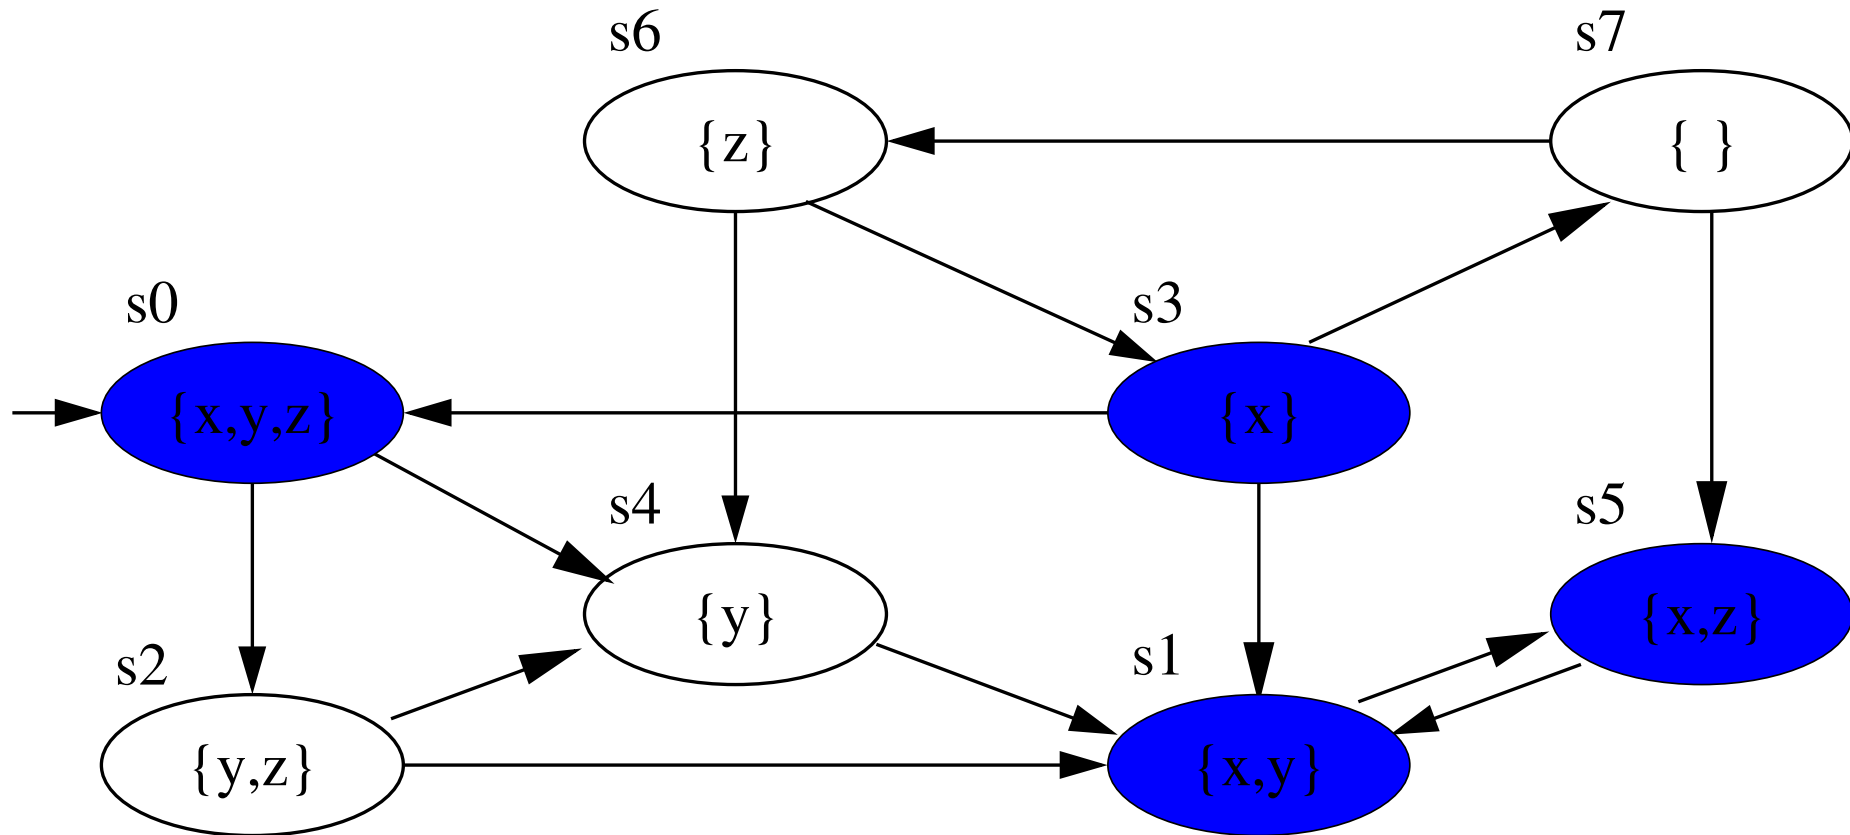 s6
s7
{z}
{ }
s0
s3
{x,y,z}
{x}
s4
s5
{y}
{x,z}
s2
s1
{y,z}
{x,y}